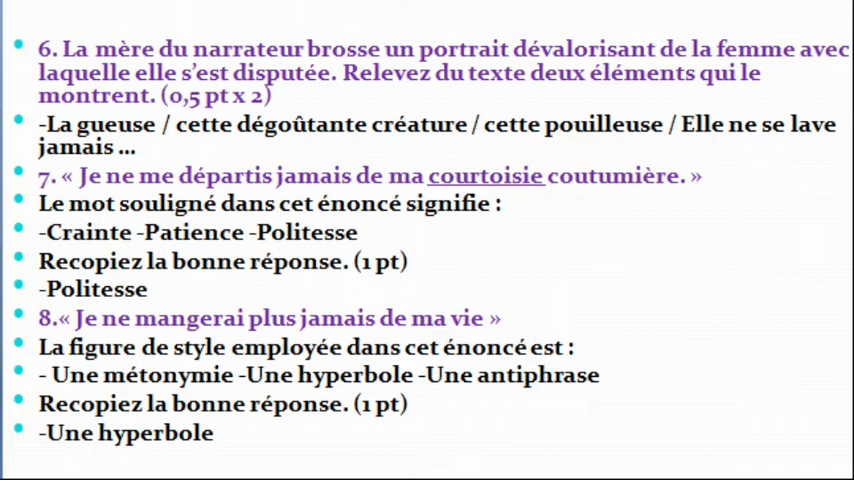 6. La mère du narrateur brosse un portrait dévalorisant de la femme avec
laquelle elle s'est disputée. Relevez du texte deux éléments qui le
montrent. (0,5 pt x 2)
-La gueuse / cette dégoûtante créature / cette pouilleuse / Elle ne se lave
jamais ...
7. « Je ne me départis jamais de ma courtoisie coutumière. »
Le mot souligné dans cet énoncé signifie :
-Crainte -Patience -Politesse
Recopiez la bonne réponse. (1 pt)
-Politesse
8.« Je ne mangerai plus jamais de ma vie »
La figure de style employée dans cet énoncé est :
- Une métonymie -Une hyperbole -Une antiphrase
Recopiez la bonne réponse. (1 pt)
-Une hyperbole